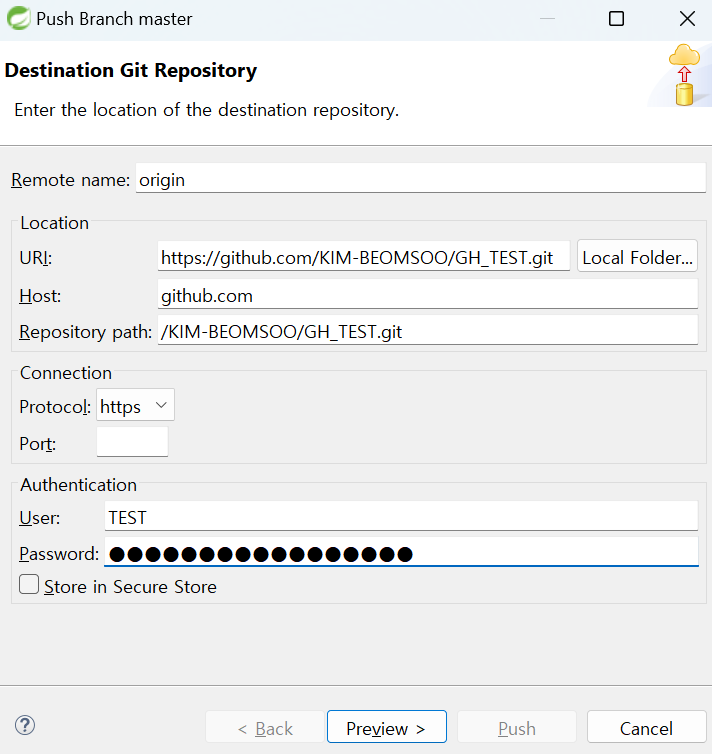 Push Branch master
Destination Git Repository
Enter the location of the destination repository.
Remote name: origin
Location
URI: https://github.com/KIM-BEOMSOO/GH_TEST.git Local Folder...
Host: github.com
Repository path: /KIM-BEOMSOO/GH_TEST.git
Connection
Protocol: https
Port:
Authentication
User: TEST
Password: ●●●●●●●●●●●●●●●●●
Store in Secure Store
< Back Preview > Push Cancel